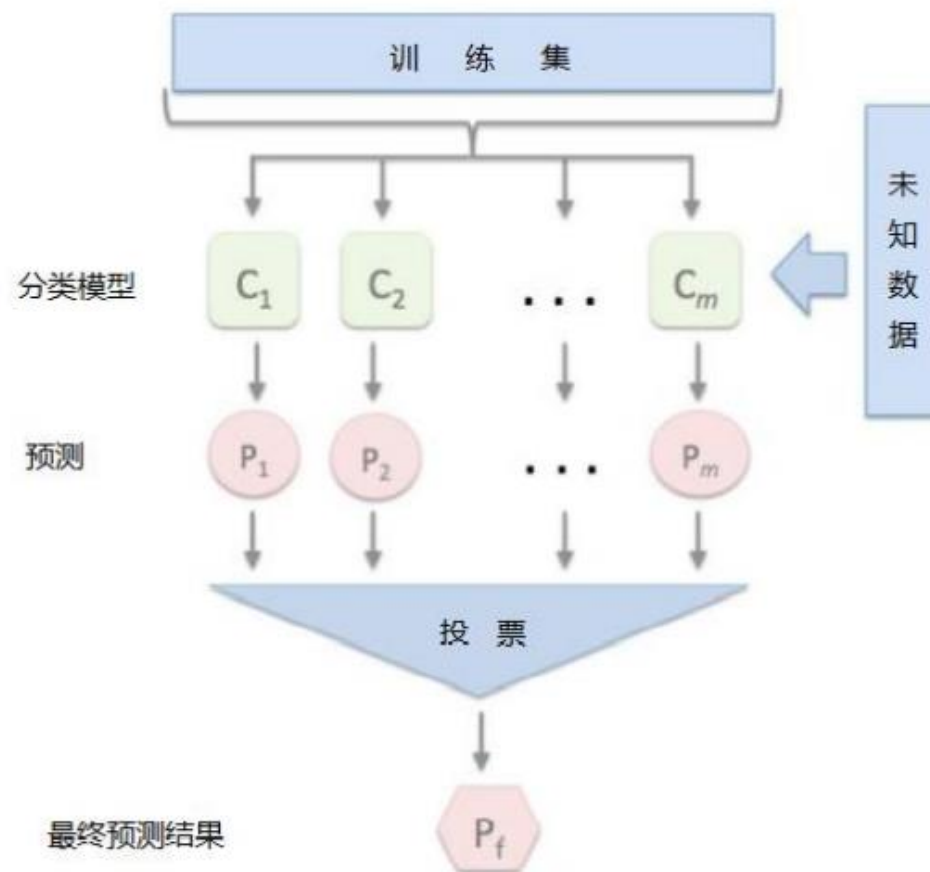 训 练 集
未知数据
分类模型
C₁ C₂ ... Cₘ
预测
P₁ P₂ ... Pₘ
投 票
最终预测结果
P_f